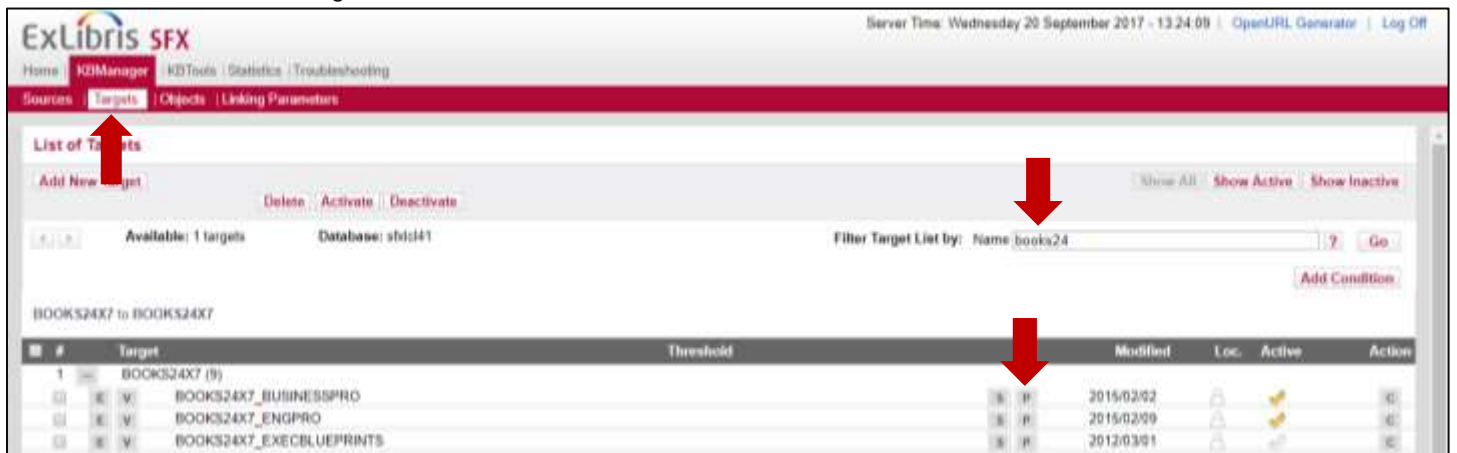 ExLibris SFX
Server Time: Wednesday 20 September 2017 - 13:24:09 | OpenURL Generator | Log Off
Home KBManager KBTools | Statistics | Troubleshooting
Sources | Targets | Objects | Linking Parameters
List of Targets
Add New Target
Show All Show Active Show Inactive
Delete Activate Deactivate
Available: 1 targets Database: sfxlcl41 Filter Target List by: Name books24 ? Go
Add Condition
BOOKS24X7 to BOOKS24X7
# Target Threshold Modified Loc. Active Action
1 BOOKS24X7 (9)
E V BOOKS24X7_BUSINESSPRO S P 2015/02/02 C
E V BOOKS24X7_ENGPRO S P 2015/02/09 C
E V BOOKS24X7_EXECBLUEPRINTS S P 2012/03/01 C